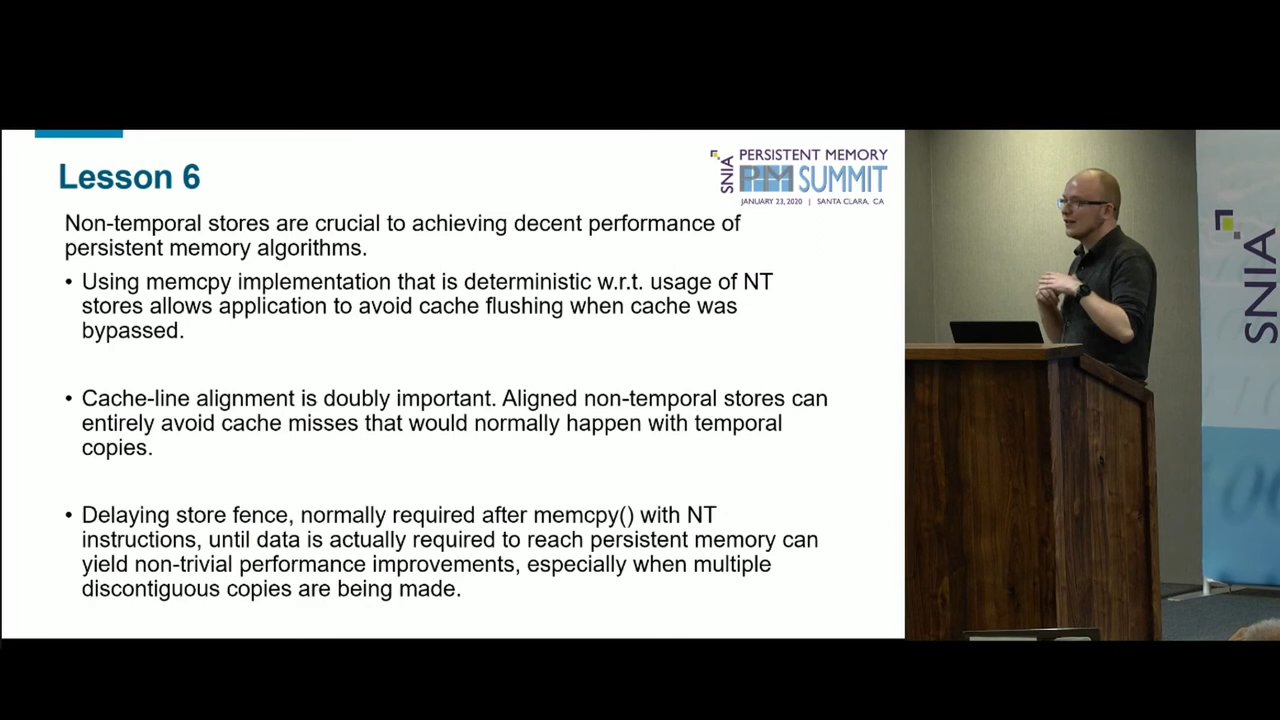 Lesson 6
SNIA
PERSISTENT MEMORY
PM SUMMIT
JANUARY 23, 2020 | SANTA CLARA, CA
Non-temporal stores are crucial to achieving decent performance of
persistent memory algorithms.
• Using memcpy implementation that is deterministic w.r.t. usage of NT
stores allows application to avoid cache flushing when cache was
bypassed.
• Cache-line alignment is doubly important. Aligned non-temporal stores can
entirely avoid cache misses that would normally happen with temporal
copies.
• Delaying store fence, normally required after memcpy() with NT
instructions, until data is actually required to reach persistent memory can
yield non-trivial performance improvements, especially when multiple
discontiguous copies are being made.
SNIA